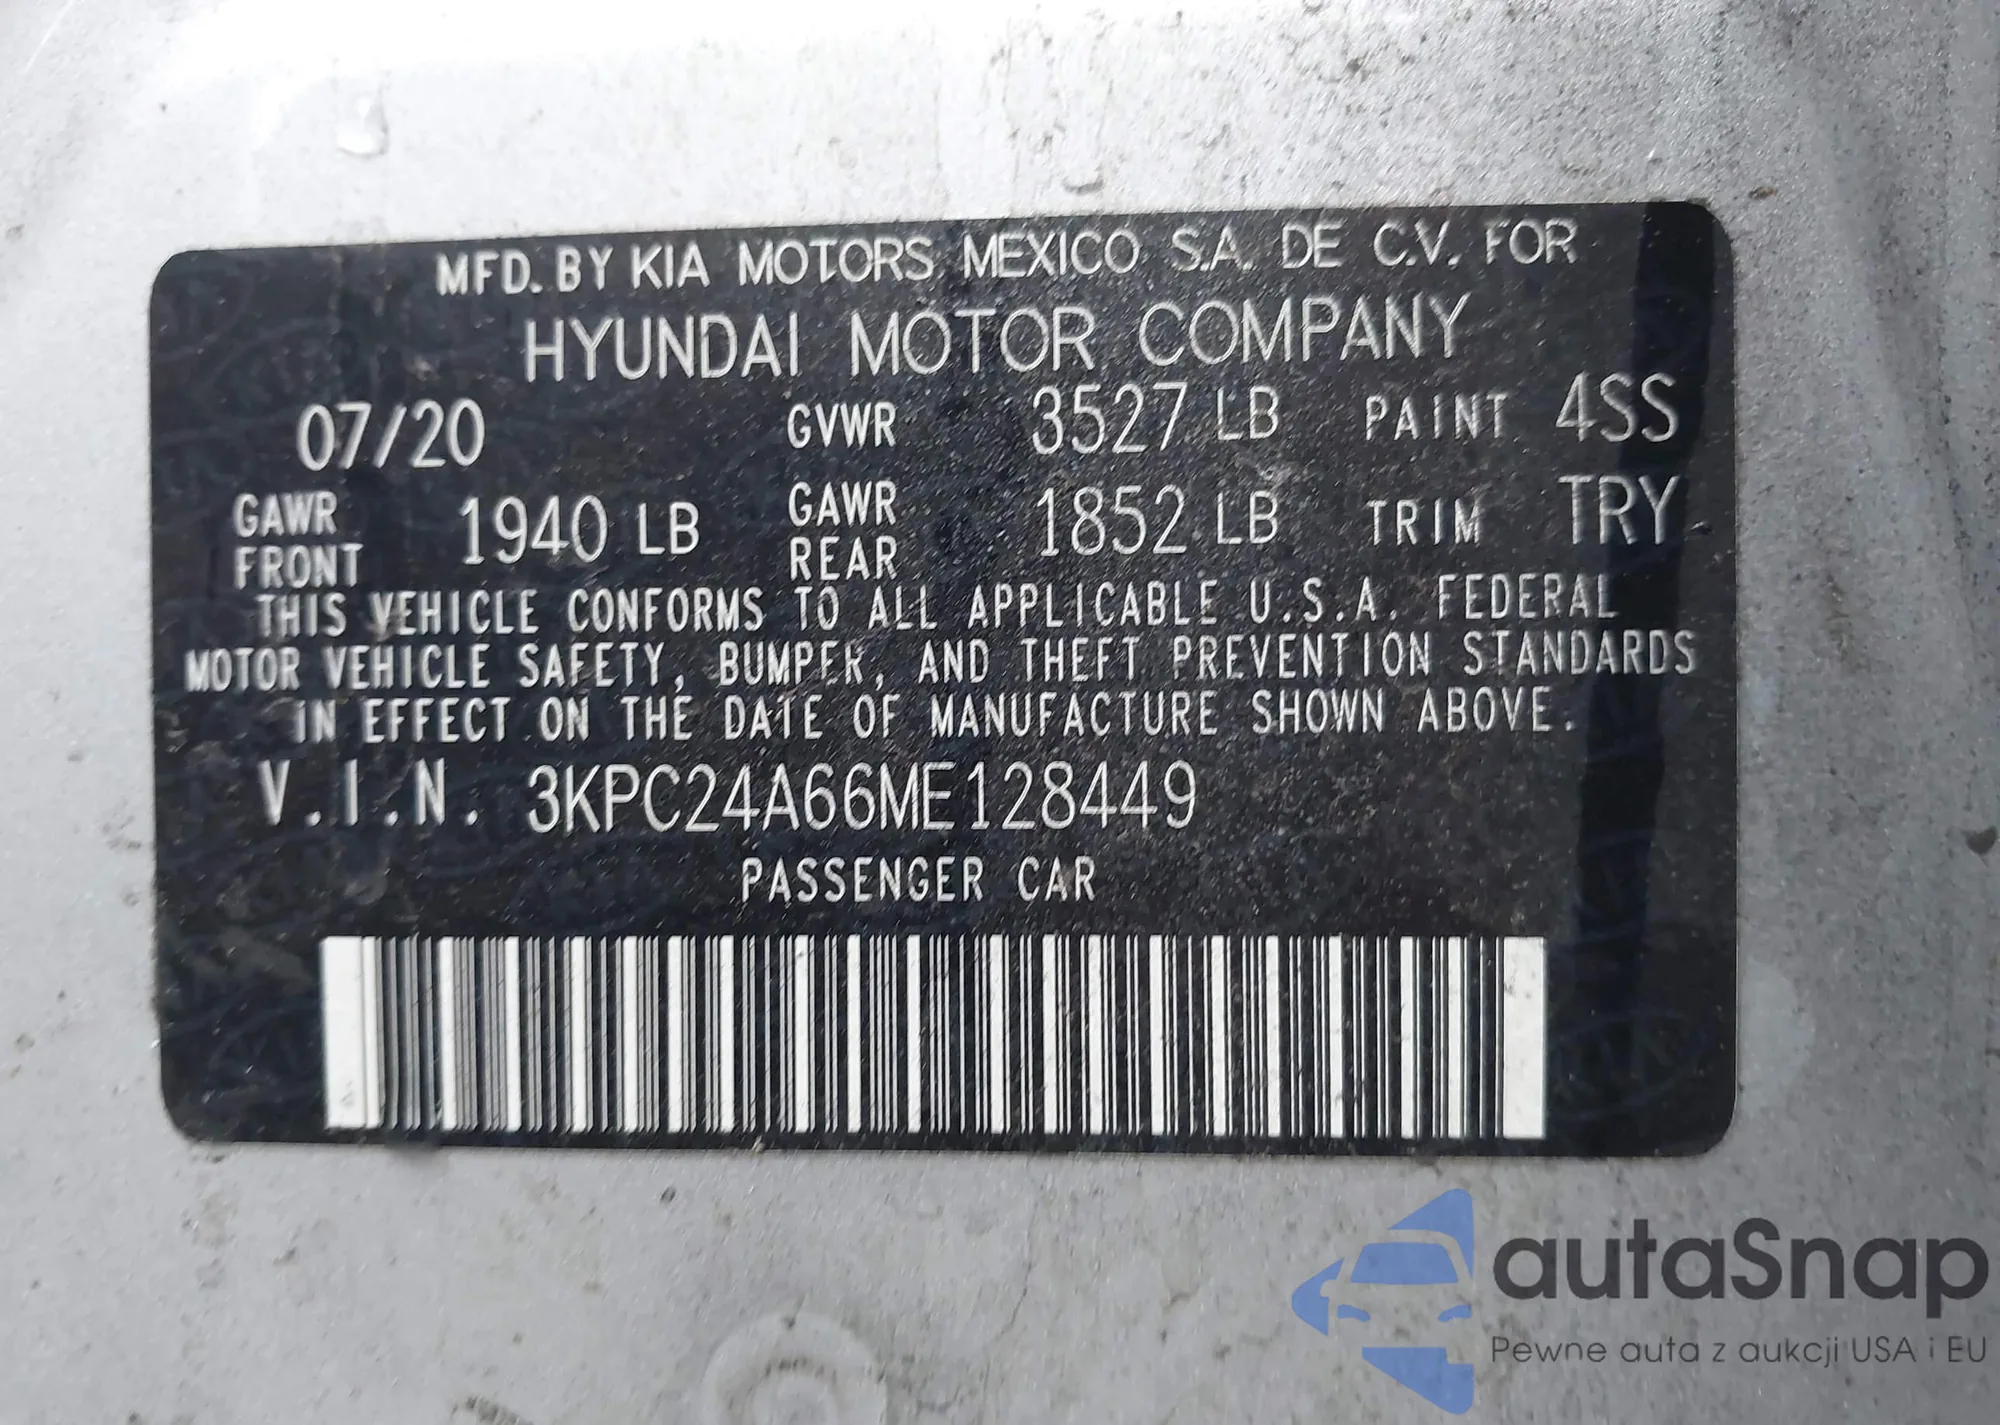 MFD. BY KIA MOTORS MEXICO S.A. DE C.V. FOR
HYUNDAI MOTOR COMPANY
07/20 GVWR 3527 LB PAINT 4SS
GAWR FRONT 1940 LB GAWR REAR 1852 LB TRIM TRY
THIS VEHICLE CONFORMS TO ALL APPLICABLE U.S.A. FEDERAL
MOTOR VEHICLE SAFETY, BUMPER, AND THEFT PREVENTION STANDARDS
IN EFFECT ON THE DATE OF MANUFACTURE SHOWN ABOVE.
V.I.N. 3KPC24A66ME128449
PASSENGER CAR
autaSnap
Pewne auta z aukcji USA i EU